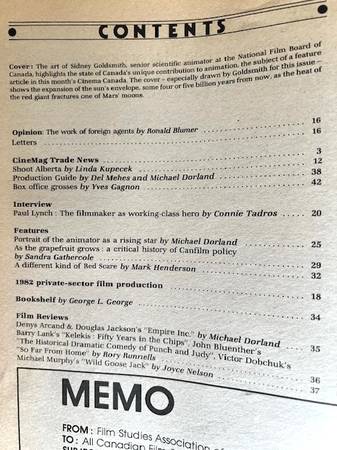 CONTENTS
Cover : The art of Sidney Goldsmith, senior scientific animator at the National Film Board of
Canada, highlights the state of Canada's unique contribution to animation, the subject of a feature
article in this month's Cinema Canada. The cover – especially drawn by Goldsmith for this issue –
shows the expansion of the sun's envelope, some four or five billion years from now, as the heat of
the red giant fractures one of Mars' moons.
Opinion : The work of foreign agents by Ronald Blumer 16
Letters 16
CineMag Trade News 3
Shoot Alberta by Linda Kupecek 12
Production Guide by Del Mehes and Michael Dorland 38
Box office grosses by Yves Gagnon 42
Interview
Paul Lynch : The filmmaker as working-class hero by Connie Tadros 20
Features
Portrait of the animator as a rising star by Michael Dorland 25
As the grapefruit grows : a critical history of Canfilm policy
by Sandra Gathercole 29
A different kind of Red Scare by Mark Henderson 32
1982 private-sector film production 18
Bookshelf by George L. George 34
Film Reviews
Denys Arcand & Douglas Jackson's "Empire Inc." by Michael Dorland 35
Barry Lank's "Kelekis : Fifty Years in the Chips", John Bluenther's
"The Historical Dramatic Comedy of Punch and Judy", Victor Dobchuk's
"So Far From Home" by Rory Runnells 36
Michael Murphy's "Wild Goose Jack" by Joyce Nelson 37
MEMO
FROM : Film Studies Association of
TO : All Canadian Film